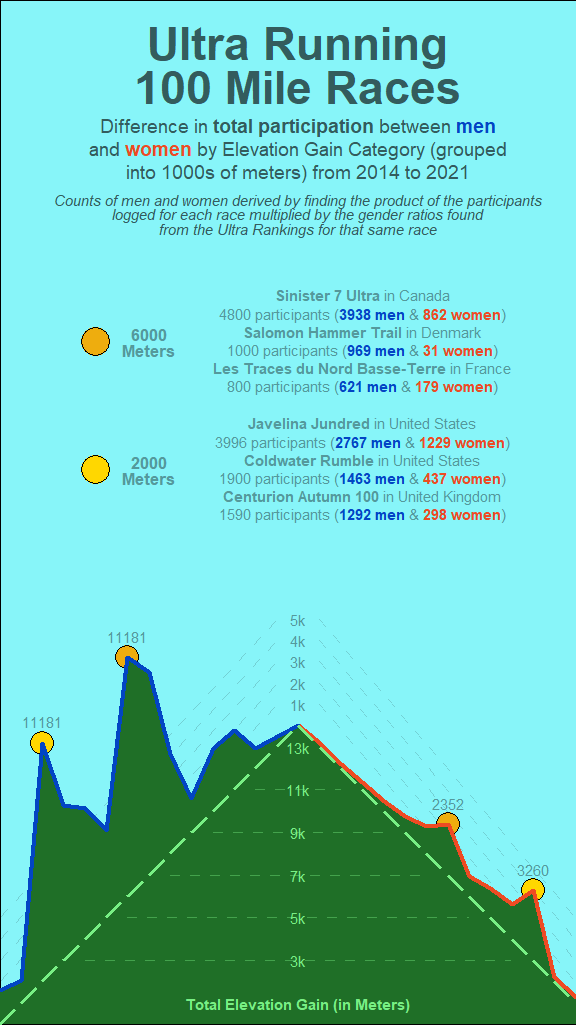 Ultra Running
100 Mile Races
Difference in total participation between men
and women by Elevation Gain Category (grouped
into 1000s of meters) from 2014 to 2021
Counts of men and women derived by finding the product of the participants
logged for each race multiplied by the gender ratios found
from the Ultra Rankings for that same race
6000
Meters
Sinister 7 Ultra in Canada
4800 participants (3938 men & 862 women)
Salomon Hammer Trail in Denmark
1000 participants (969 men & 31 women)
Les Traces du Nord Basse-Terre in France
800 participants (621 men & 179 women)
2000
Meters
Javelina Jundred in United States
3996 participants (2767 men & 1229 women)
Coldwater Rumble in United States
1900 participants (1463 men & 437 women)
Centurion Autumn 100 in United Kingdom
1590 participants (1292 men & 298 women)
5k
11181
4k
3k
2k
1k
11181
13k
11k
2352
9k
3260
7k
5k
3k
Total Elevation Gain (in Meters)